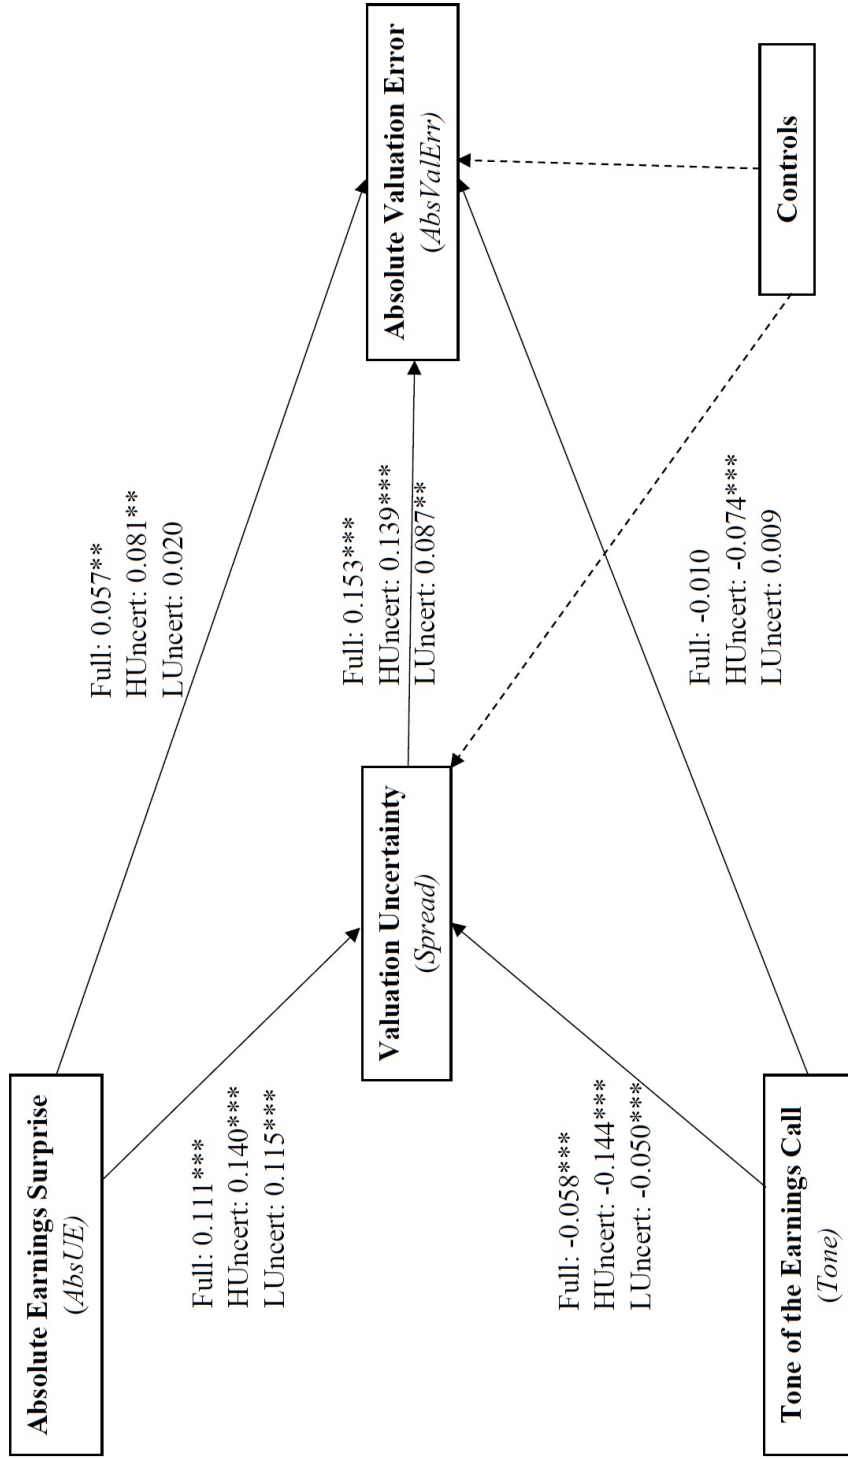 Absolute Earnings Surprise
(AbsUE)
Full: 0.057**
HUncert: 0.081**
LUncert: 0.020
Full: 0.111***
HUncert: 0.140***
LUncert: 0.115***
Valuation Uncertainty
(Spread)
Full: 0.153***
HUncert: 0.139***
LUncert: 0.087**
Absolute Valuation Error
(AbsValErr)
Full: -0.058***
HUncert: -0.144***
LUncert: -0.050***
Full: -0.010
HUncert: -0.074***
LUncert: 0.009
Tone of the Earnings Call
(Tone)
Controls